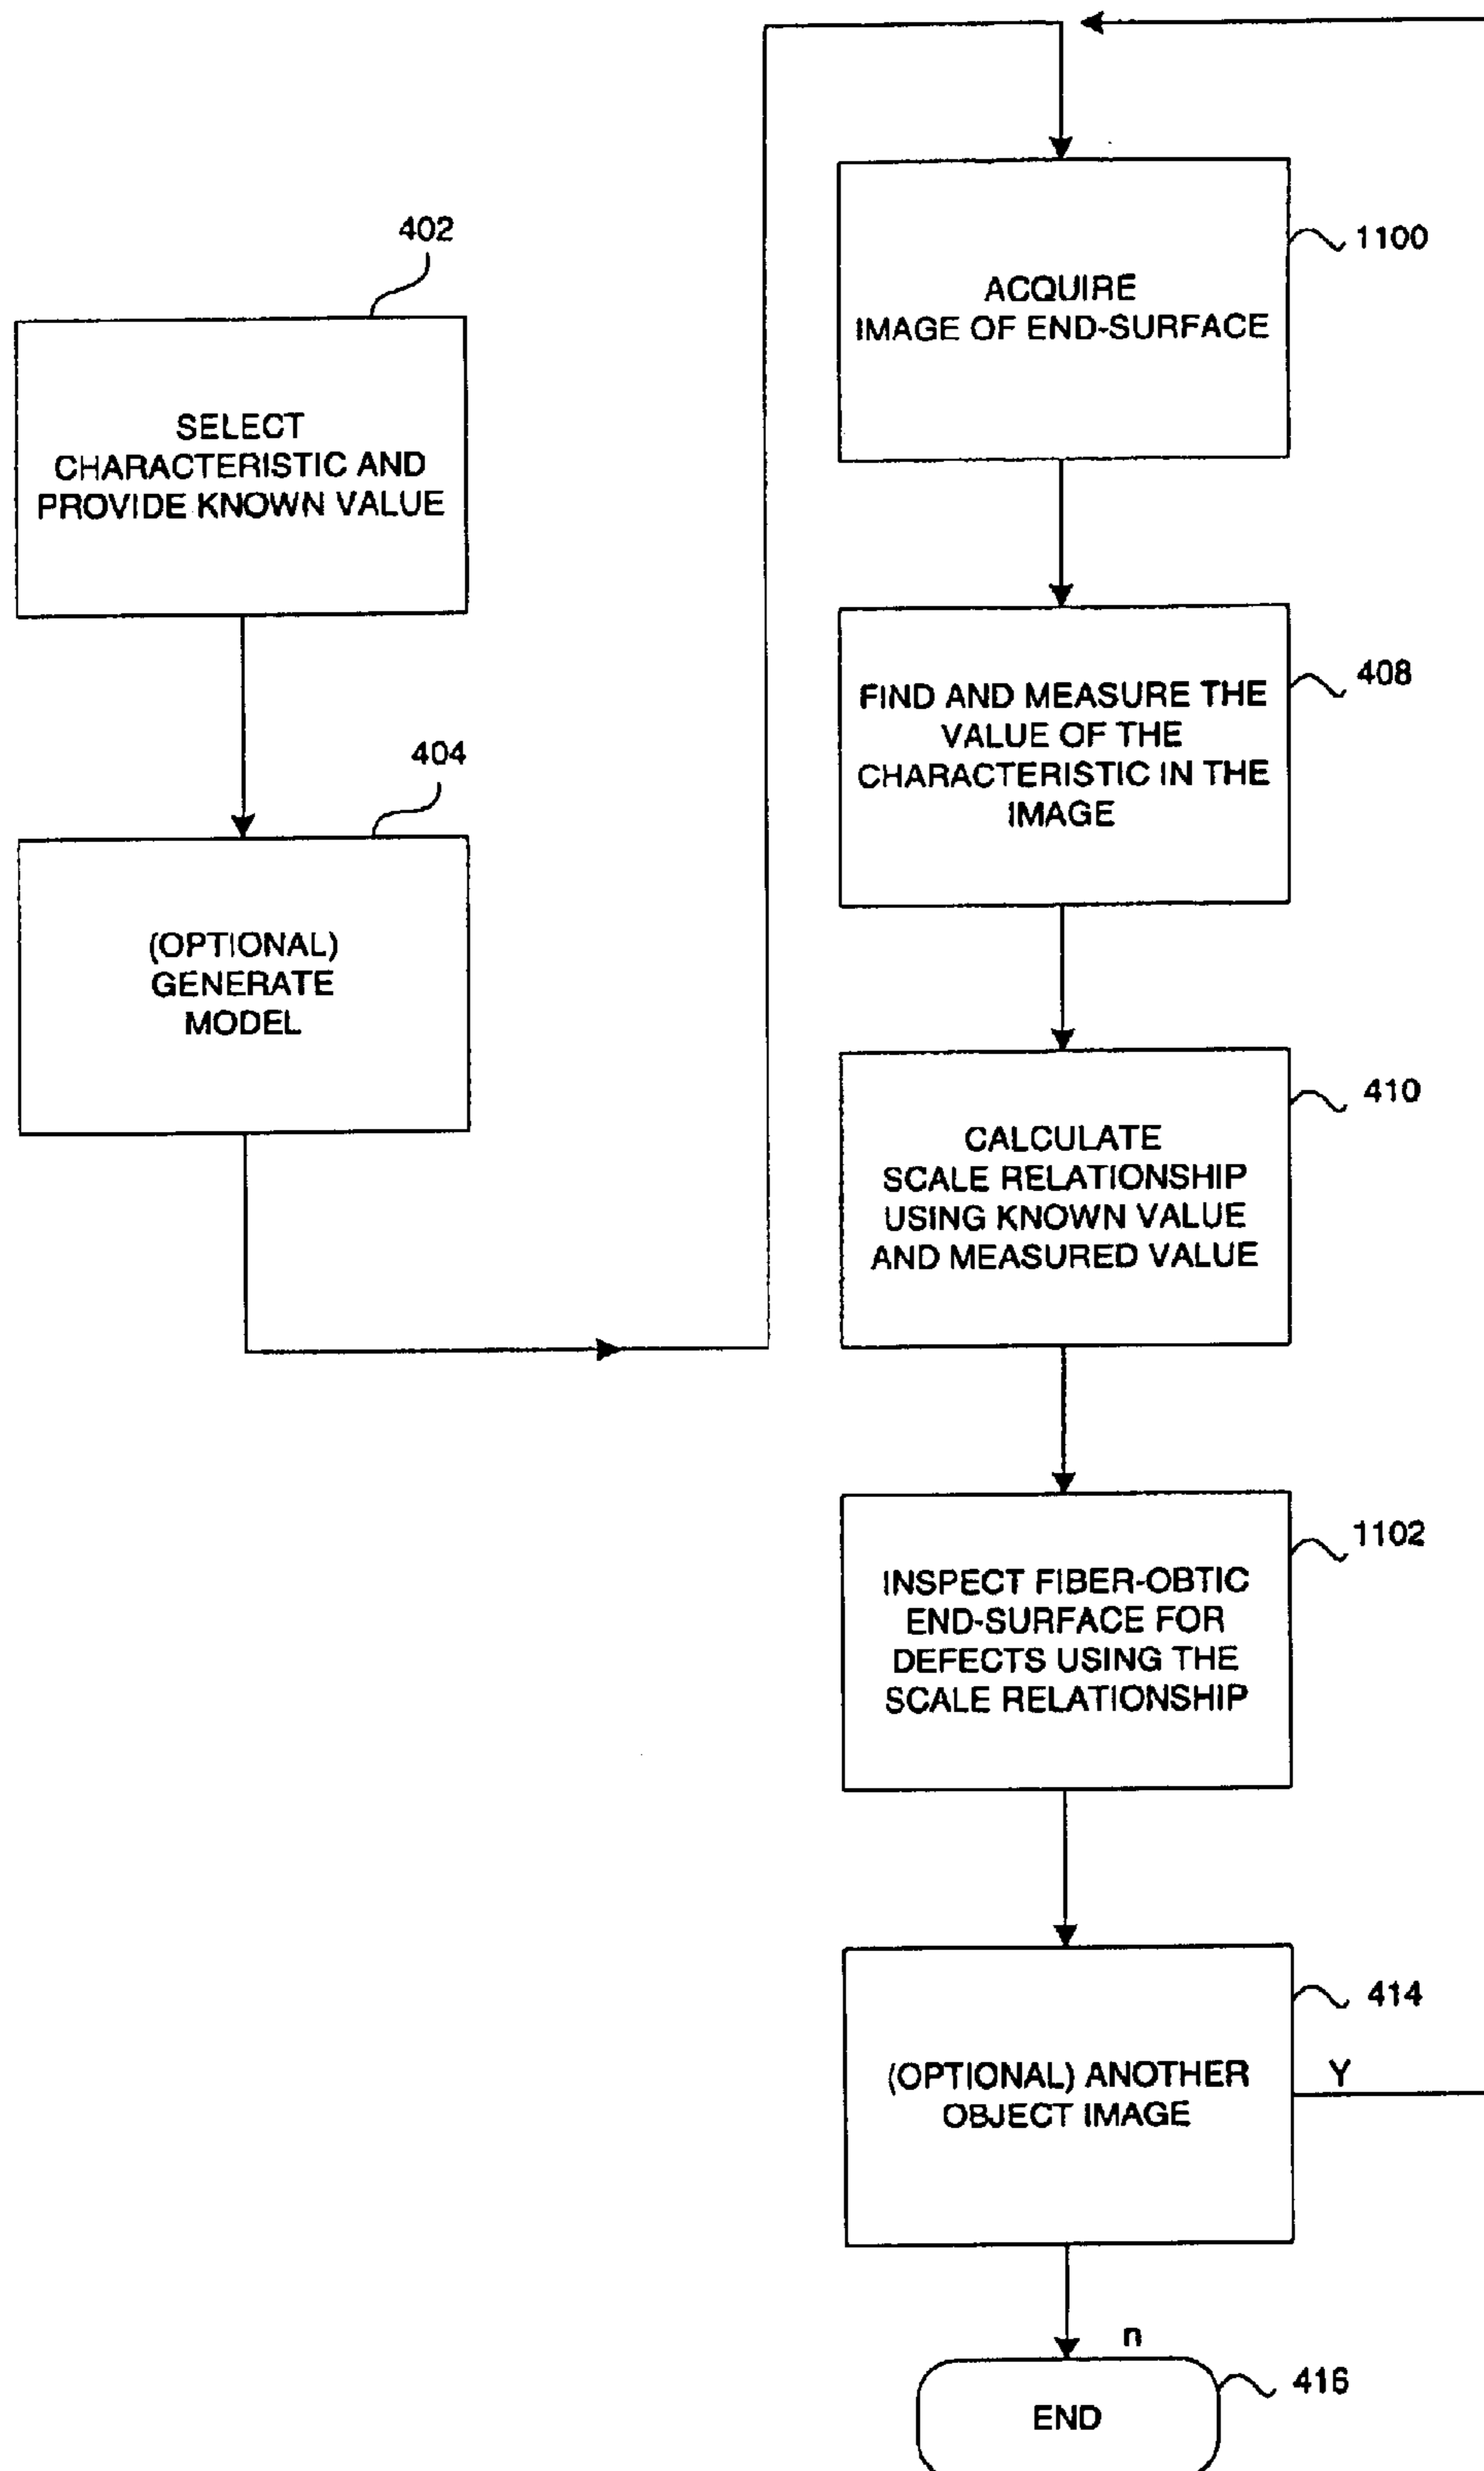 402
SELECT
CHARACTERISTIC AND
PROVIDE KNOWN VALUE
404
(OPTIONAL)
GENERATE
MODEL
1100
ACQUIRE
IMAGE OF END-SURFACE
408
FIND AND MEASURE THE
VALUE OF THE
CHARACTERISTIC IN THE
IMAGE
410
CALCULATE
SCALE RELATIONSHIP
USING KNOWN VALUE
AND MEASURED VALUE
1102
INSPECT FIBER-OBTIC
END-SURFACE FOR
DEFECTS USING THE
SCALE RELATIONSHIP
414
(OPTIONAL) ANOTHER
OBJECT IMAGE
Y
n
416
END